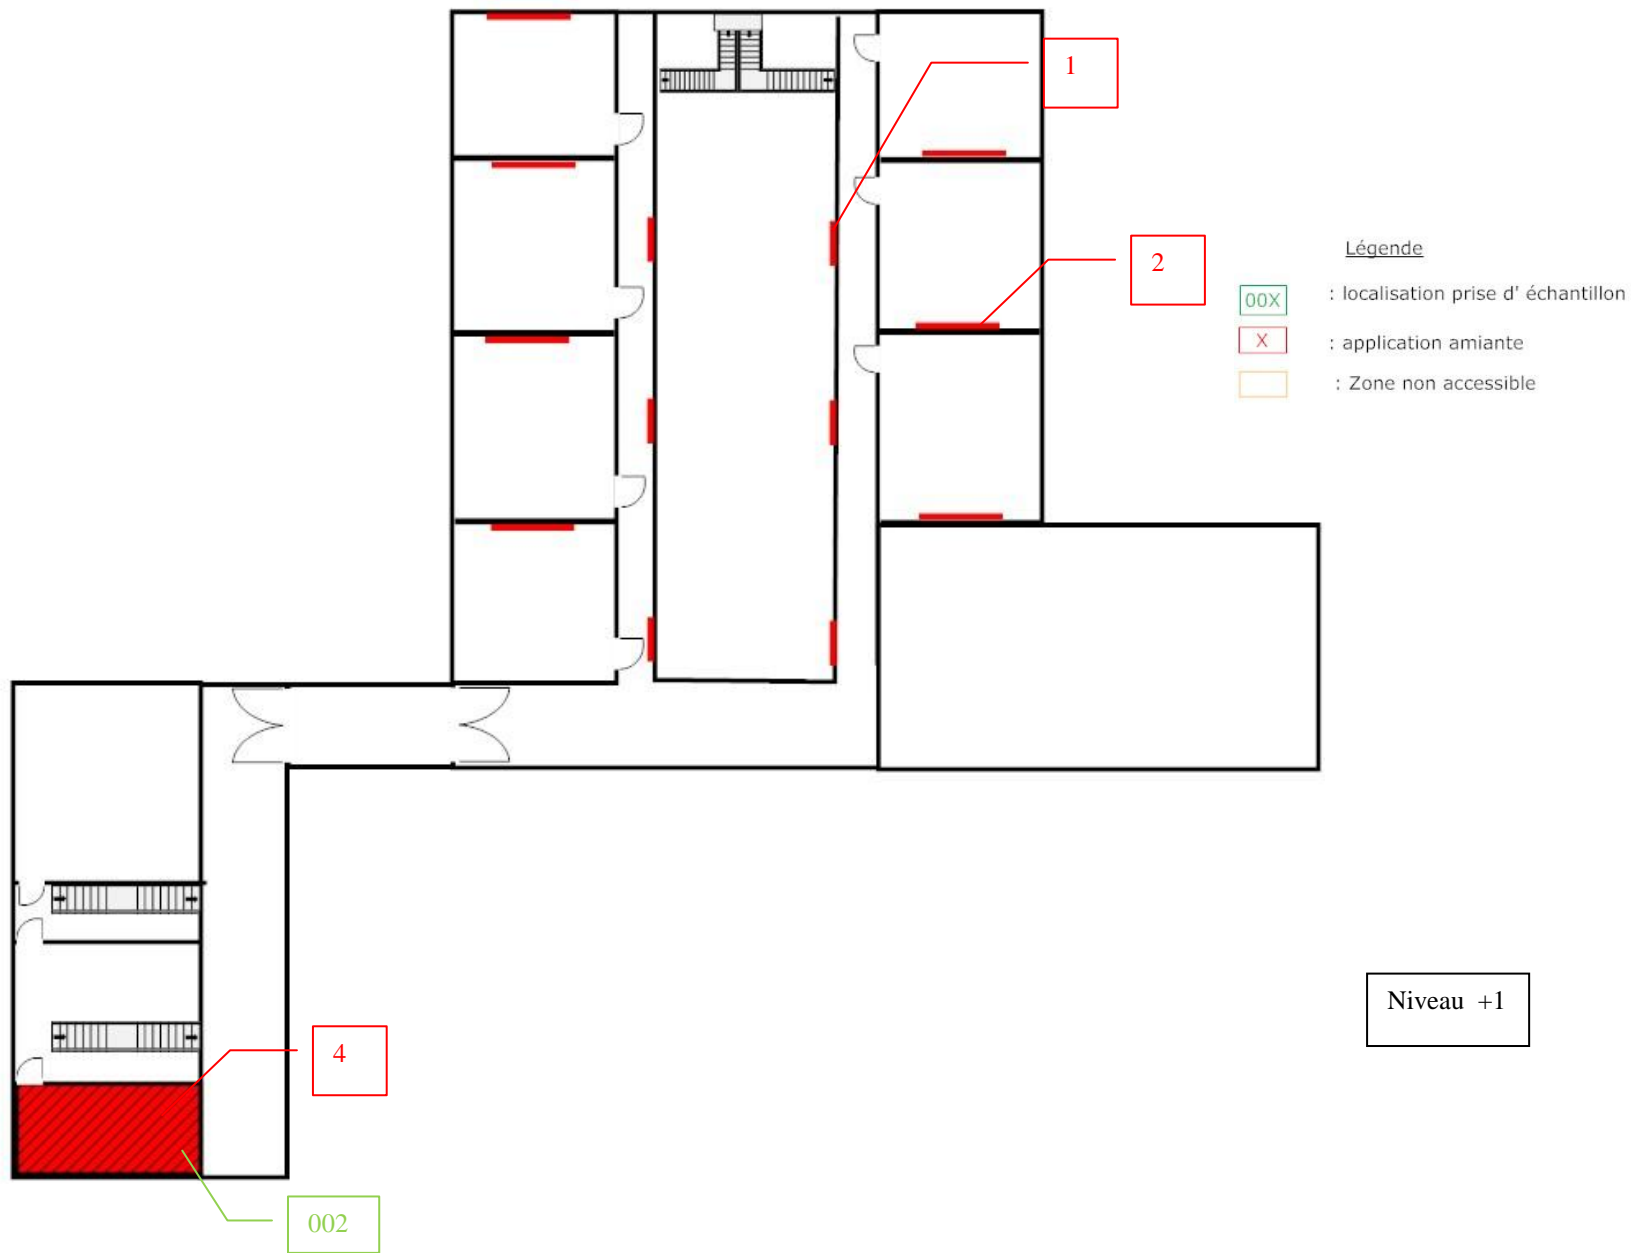 1
2
Légende
00X : localisation prise d' échantillon
X : application amiante
: Zone non accessible
Niveau +1
4
002